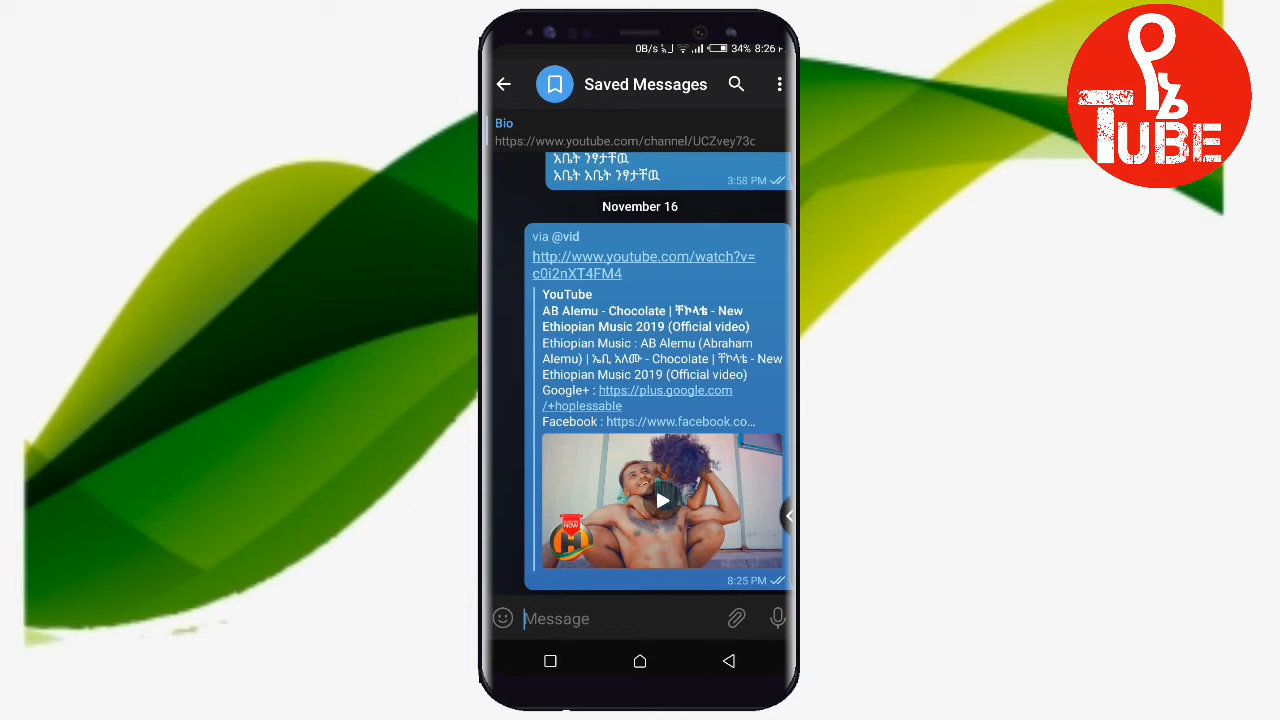 0B/s 34% 8:26
Saved Messages
Bio
https://www.youtube.com/channel/UCZvey73c
አቤት ንፃታቸዉ
አቤት አቤት ንፃታቸዉ
3:58 PM
November 16
via @vid
http://www.youtube.com/watch?v=
c0i2nXT4FM4
YouTube
AB Alemu - Chocolate | ቸኮላቴ - New
Ethiopian Music 2019 (Official video)
Ethiopian Music : AB Alemu (Abraham
Alemu) | ኤቢ አለሙ - Chocolate | ቸኮላቴ - New
Ethiopian Music 2019 (Official video)
Google+ : https://plus.google.com
/+hoplessable
Facebook : https://www.facebook.co...
NOW
8:25 PM
Message
የኔ
TUBE